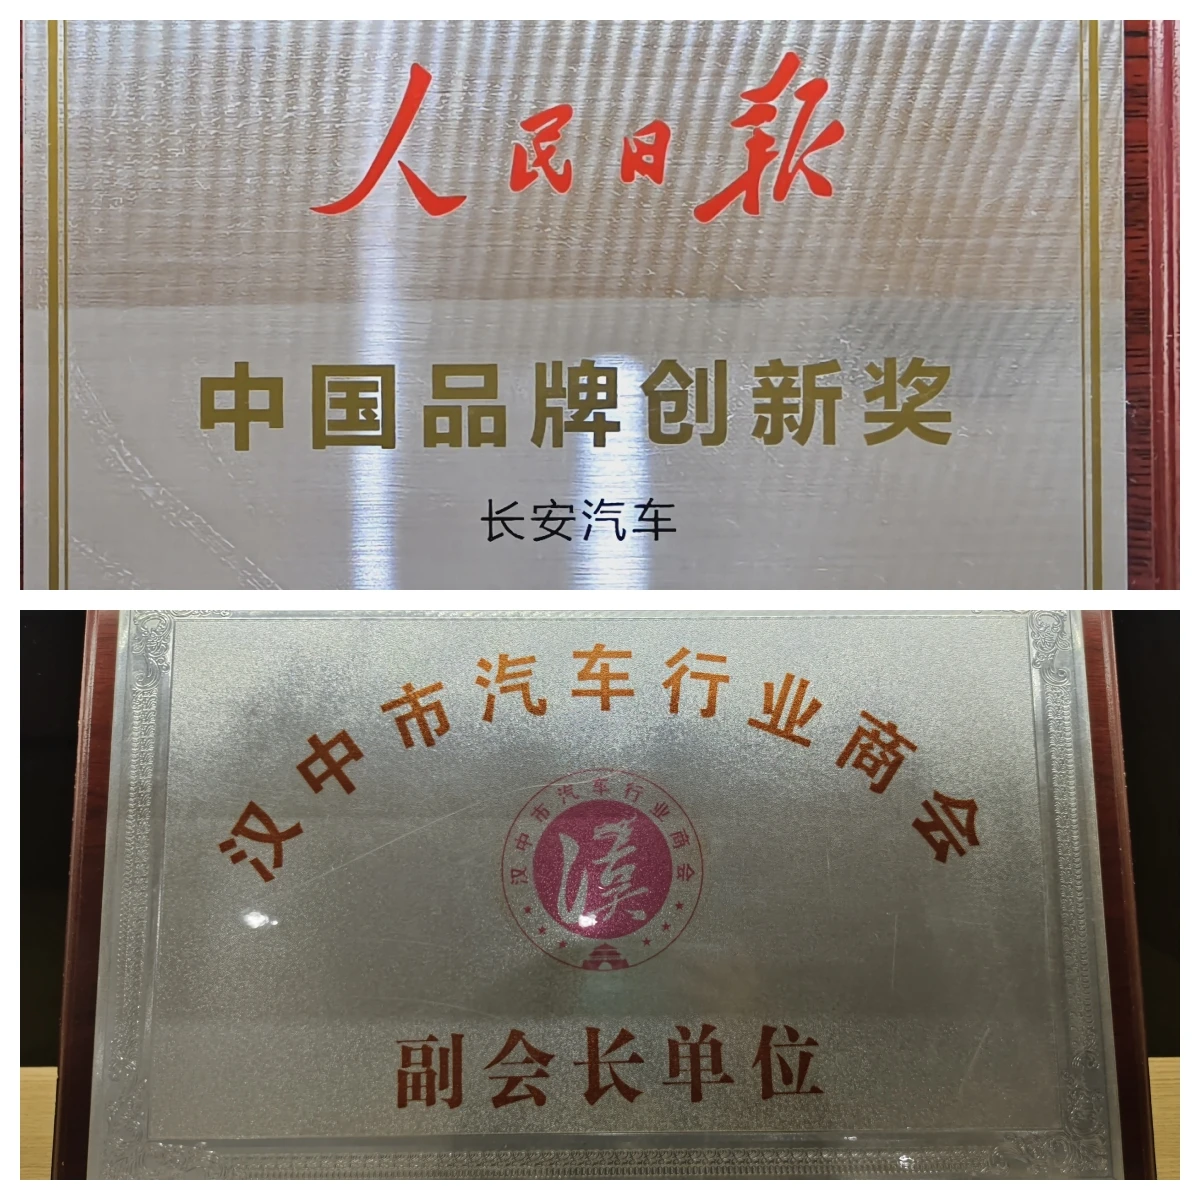 人民日报
中国品牌创新奖
长安汽车
汉中市汽车行业商会
汉中市汽车行业商会
漢
副会长单位